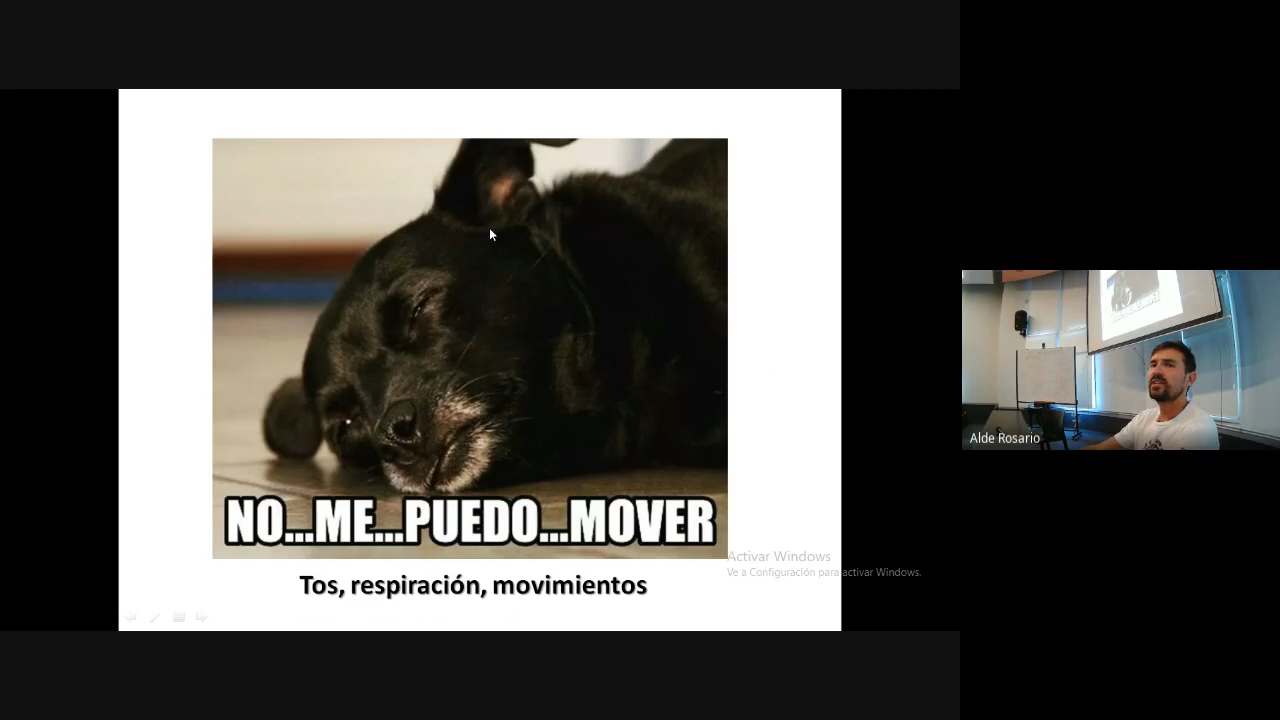 NO...ME...PUEDO...MOVER
Tos, respiración, movimientos
Activar Windows
Ve a Configuración para activar Windows.
Alde Rosario